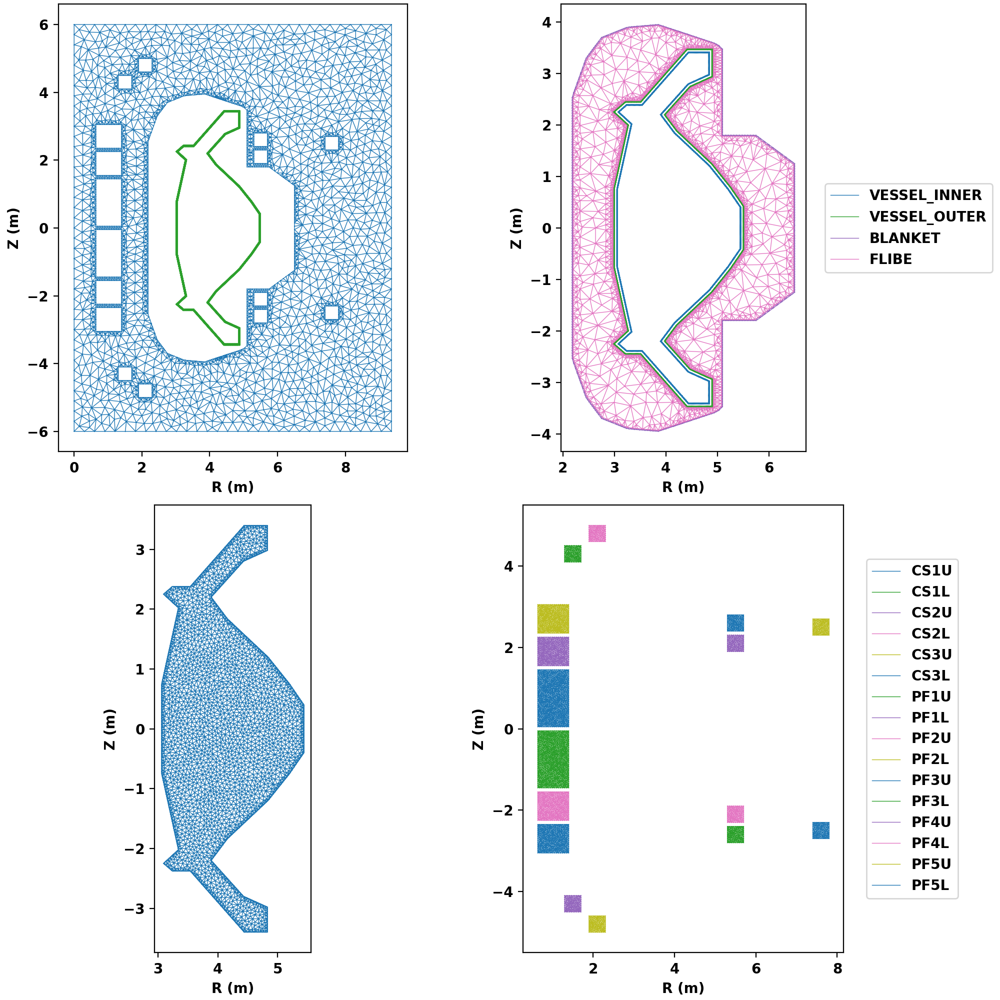 6
4
2
0
−2
−4
−6
Z (m)
0 2 4 6 8
R (m)
4
3
2
1
0
−1
−2
−3
−4
Z (m)
2 3 4 5 6
R (m)
VESSEL_INNER
VESSEL_OUTER
BLANKET
FLIBE
3
2
1
0
−1
−2
−3
Z (m)
3 4 5
R (m)
4
2
0
−2
−4
Z (m)
2 4 6 8
R (m)
CS1U
CS1L
CS2U
CS2L
CS3U
CS3L
PF1U
PF1L
PF2U
PF2L
PF3U
PF3L
PF4U
PF4L
PF5U
PF5L